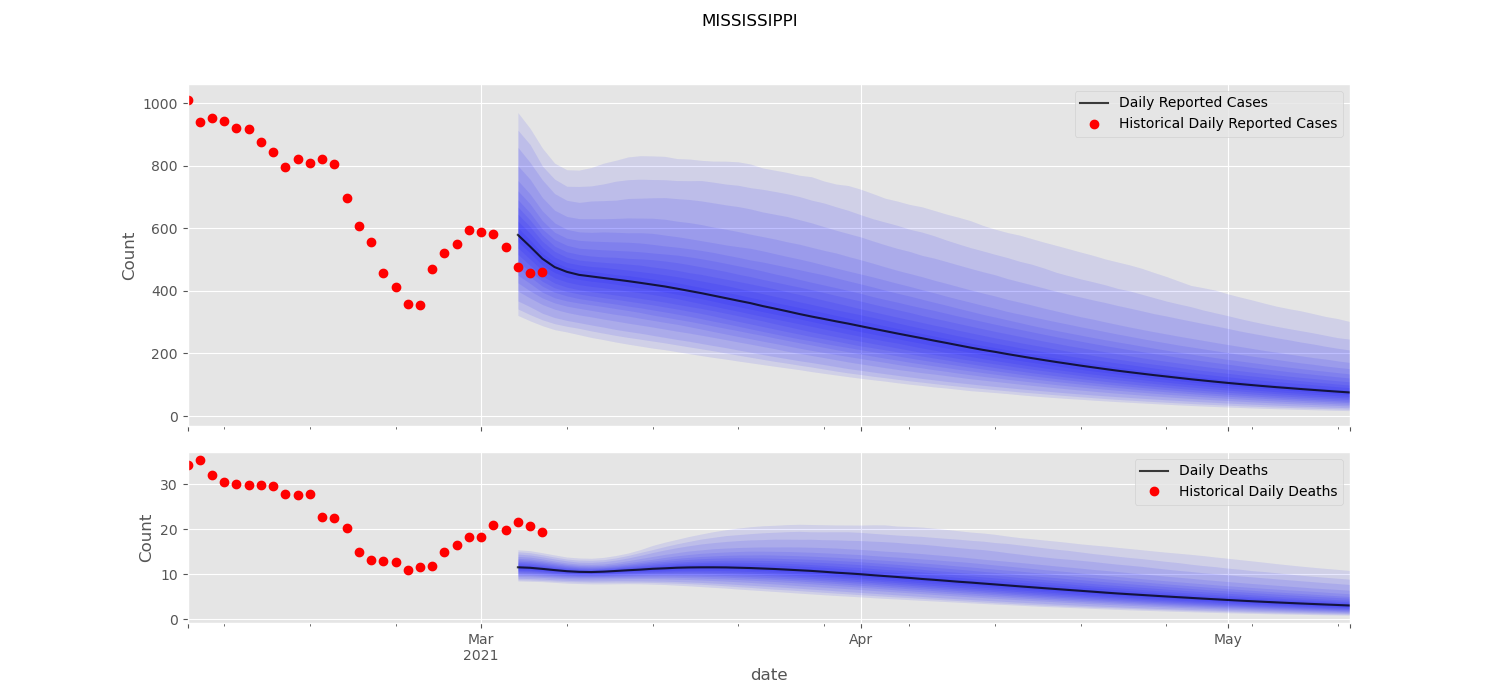 MISSISSIPPI
1000
800
600
400
200
0
Count
Daily Reported Cases
Historical Daily Reported Cases
30
20
10
0
Count
Daily Deaths
Historical Daily Deaths
Mar
2021
Apr
May
date